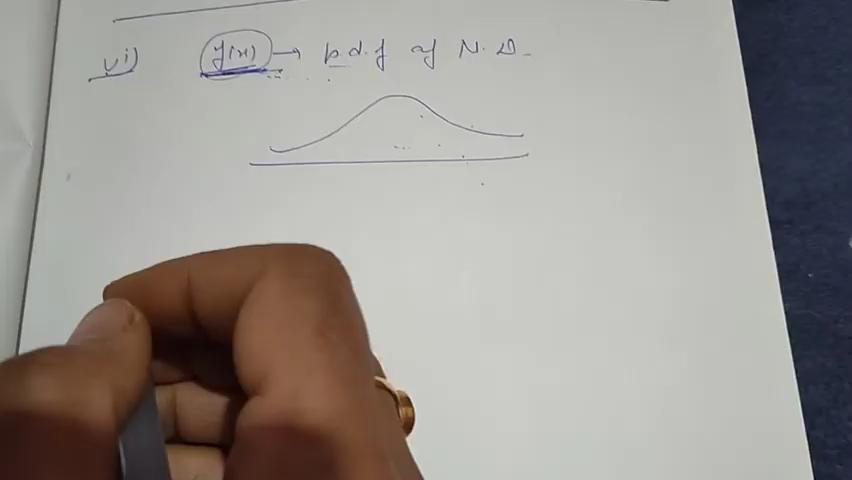 vi) f(x) → p.d.f of N.D.